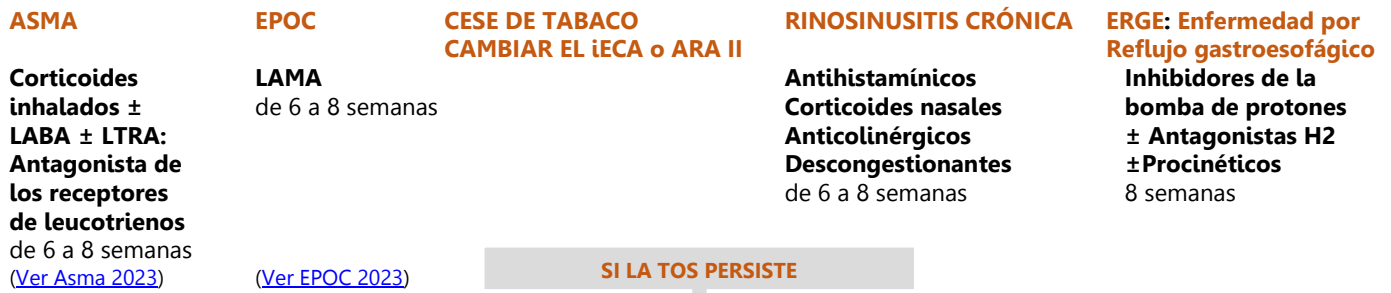 ASMA
Corticoides
inhalados ±
LABA ± LTRA:
Antagonista de
los receptores
de leucotrienos
de 6 a 8 semanas
(Ver Asma 2023)
EPOC
LAMA
de 6 a 8 semanas
(Ver EPOC 2023)
CESE DE TABACO
CAMBIAR EL iECA o ARA II
RINOSINUSITIS CRÓNICA
Antihistamínicos
Corticoides nasales
Anticolinérgicos
Descongestionantes
de 6 a 8 semanas
ERGE: Enfermedad por
Reflujo gastroesofágico
Inhibidores de la
bomba de protones
± Antagonistas H2
±Procinéticos
8 semanas
SI LA TOS PERSISTE